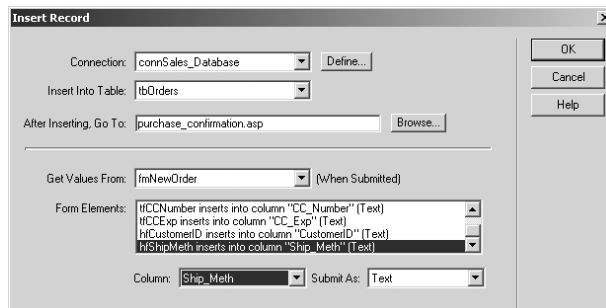 Insert Record
Connection: connSales_Database Define... OK
Insert Into Table: tbOrders Cancel
After Inserting, Go To: purchase_confirmation.asp Browse... Help
Get Values From: fmNewOrder (When Submitted)
Form Elements: tfCCNumber inserts into column "CC_Number" (Text)
tfCCExp inserts into column "CC_Exp" (Text)
hfCustomerID inserts into column "CustomerID" (Text)
hfShipMeth inserts into column "Ship_Meth" (Text)
Column: Ship_Meth Submit As: Text